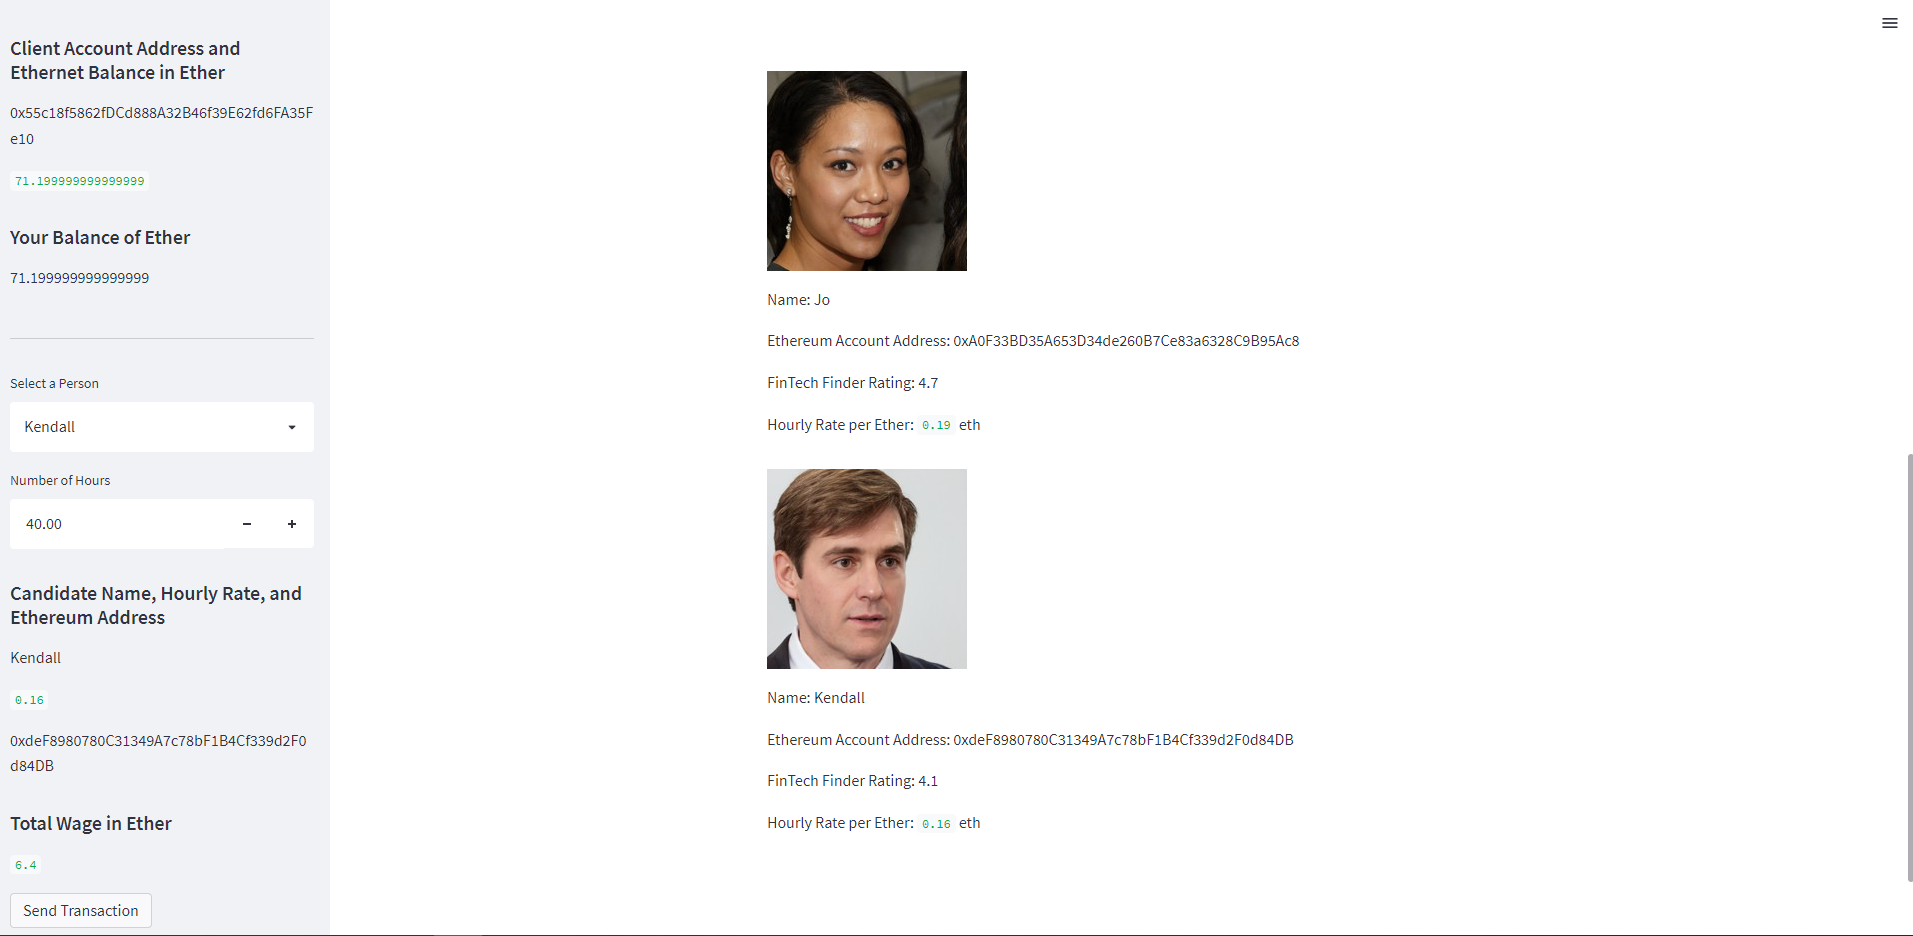 Client Account Address and
Ethernet Balance in Ether
0x55c18f5862fDCd888A32B46f39E62fd6FA35F
e10
71.199999999999999
Your Balance of Ether
71.199999999999999
Select a Person
Kendall
Number of Hours
40.00
Candidate Name, Hourly Rate, and
Ethereum Address
Kendall
0.16
0xdeF8980780C31349A7c78bF1B4Cf339d2F0
d84DB
Total Wage in Ether
6.4
Send Transaction
Name: Jo
Ethereum Account Address: 0xA0F33BD35A653D34de260B7Ce83a6328C9B95Ac8
FinTech Finder Rating: 4.7
Hourly Rate per Ether: 0.19 eth
Name: Kendall
Ethereum Account Address: 0xdeF8980780C31349A7c78bF1B4Cf339d2F0d84DB
FinTech Finder Rating: 4.1
Hourly Rate per Ether: 0.16 eth